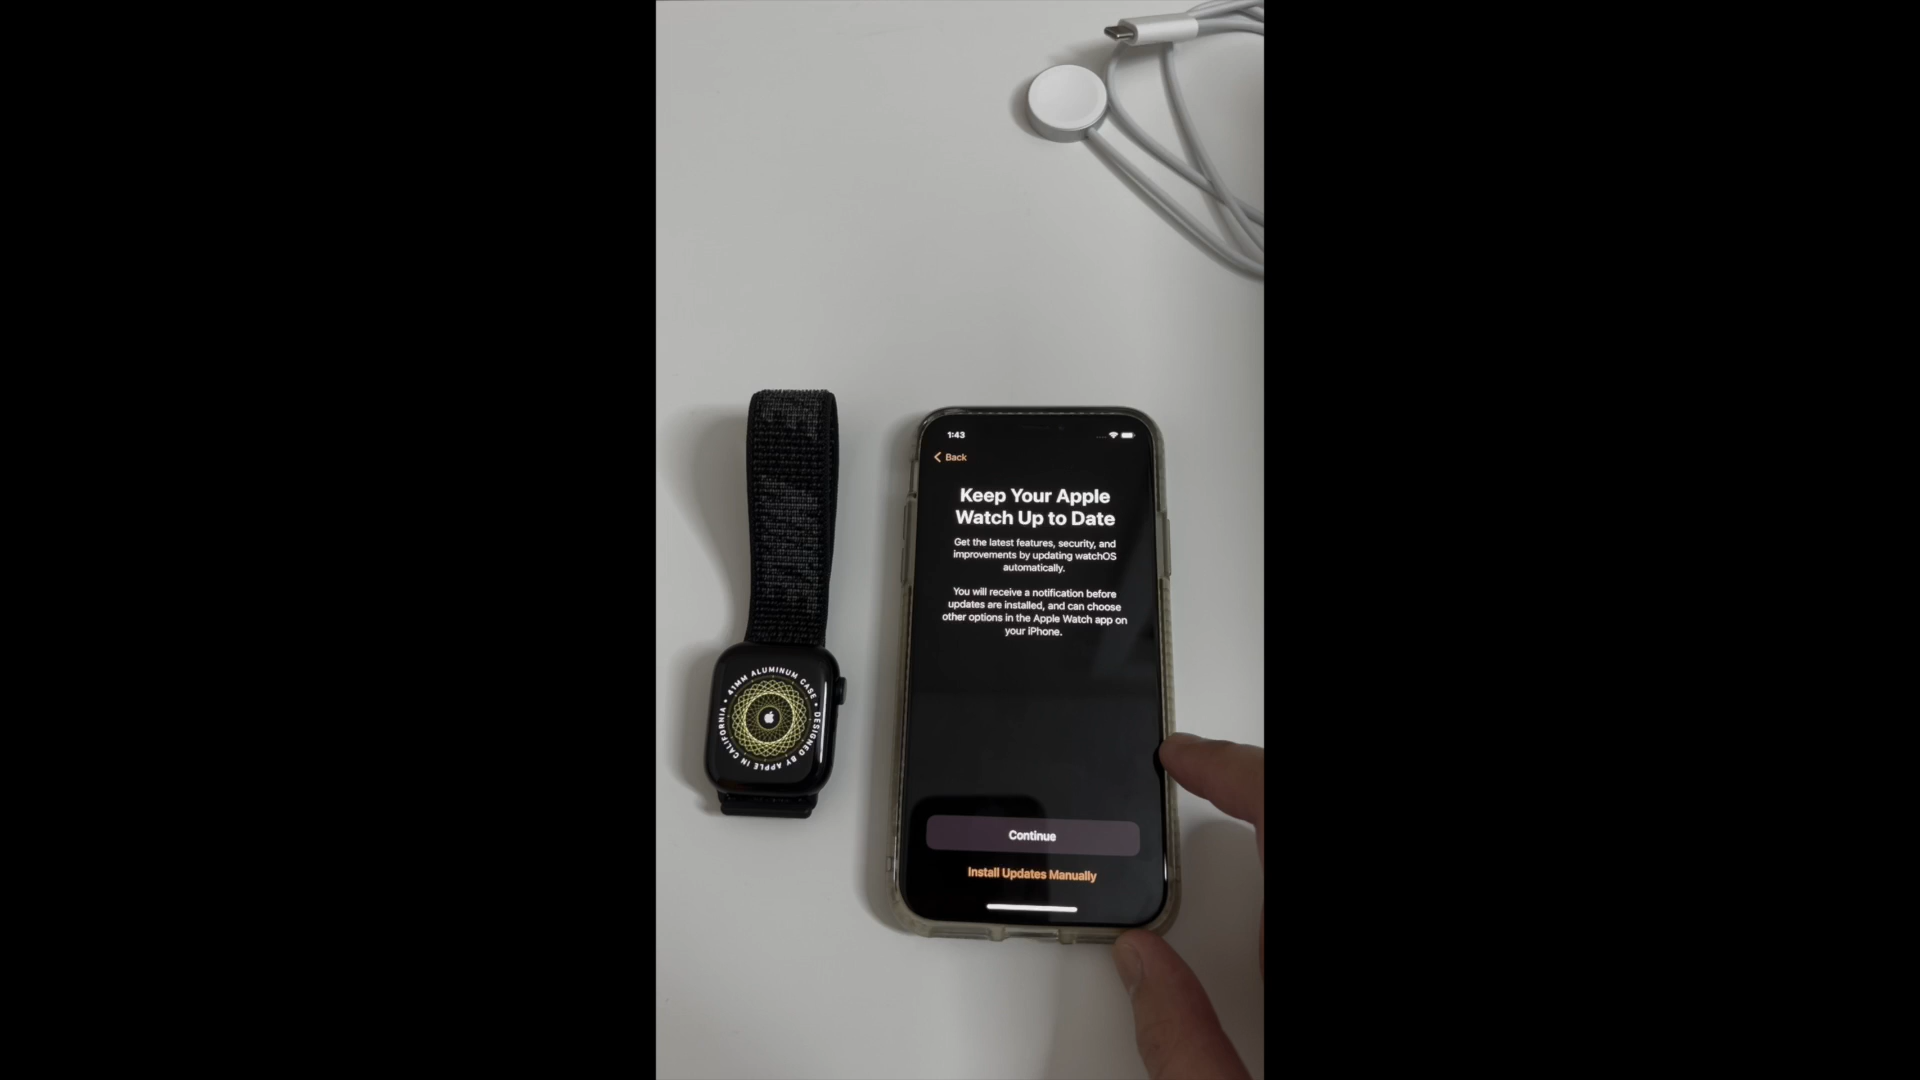 1:43
Back
Keep Your Apple
Watch Up to Date
Get the latest features, security, and
improvements by updating watchOS
automatically.
You will receive a notification before
updates are installed, and can choose
other options in the Apple Watch app on
your iPhone.
Continue
Install Updates Manually
41MM ALUMINUM CASE • DESIGNED BY APPLE IN CALIFORNIA •